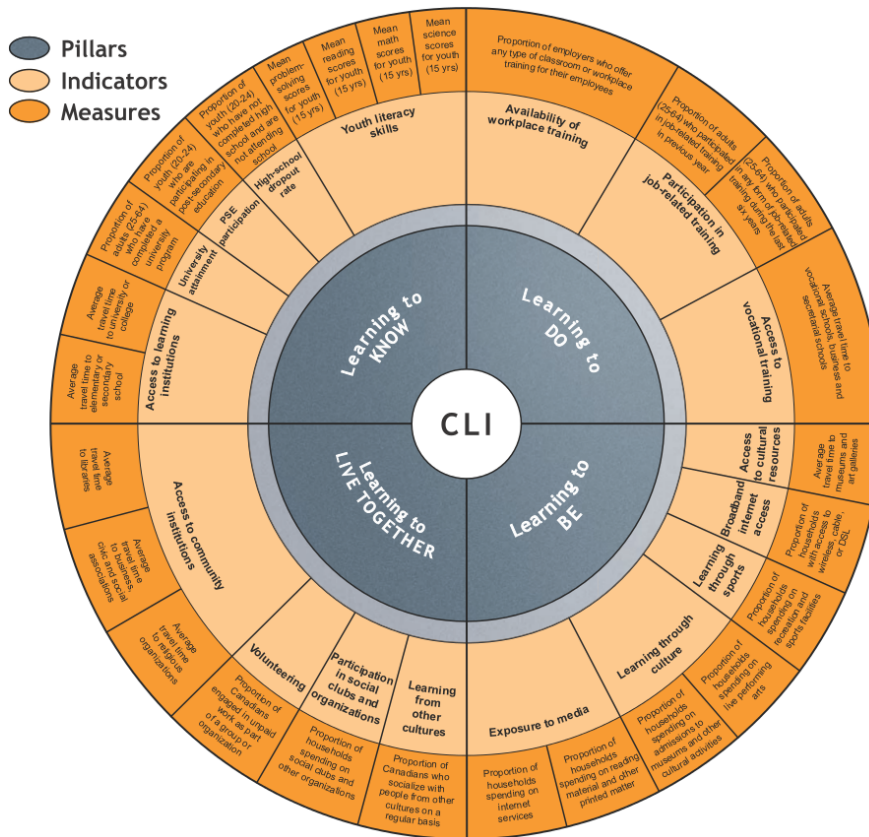 Pillars
Indicators
Measures
CLI
Learning to
KNOW
Learning to
DO
Learning to
BE
Learning to
LIVE TOGETHER
Youth literacy
skills
Mean
problem-
solving
scores
for youth
(15 yrs)
Mean
reading
scores
for youth
(15 yrs)
Mean
math
scores
for youth
(15 yrs)
Mean
science
scores
for youth
(15 yrs)
High-school
dropout
rate
Proportion of
youth (20-24)
who have not
completed high
school and are
not attending
school
PSE
participation
Proportion of
youth (20-24)
who are
participating in
post-secondary
education
University
attainment
Proportion of
adults (25-64)
who have
completed a
university
program
Access to learning
institutions
Average
travel time
to university or
college
Average
travel time to
elementary or
secondary
school
Availability of
workplace training
Proportion of employers who offer
any type of classroom or workplace
training for their employees
Participation in
job-related training
Proportion of adults
(25-64) who participated
in job-related training
in previous year
Proportion of adults
(25-64) who participated
in any form of job-related
training during the last
six years
Access to
vocational training
Average travel time to
vocational schools, business and
secretarial schools
Access
to cultural
resources
Average
travel time to
museums and
art galleries
Broadband
internet
access
Proportion of
households
with access to
wireless, cable,
or DSL
Learning
through
sports
Proportion of
households
spending on
recreation and
sports facilities
Learning through
culture
Proportion of
households
spending on
live performing
arts
Proportion of
households
spending on
admissions to
museums and other
cultural activities
Exposure to media
Proportion of
households
spending on reading
material and other
printed matter
Proportion of
households
spending on
internet
services
Learning
from
other
cultures
Proportion of
Canadians who
socialize with
people from other
cultures on a
regular basis
Participation
in social
clubs and
organizations
Proportion of
households
spending on
social clubs and
other organizations
Volunteering
Proportion of
Canadians
engaged in unpaid
work as part
of a group or
organization
Access to community
institutions
Average
travel time
to religious
organizations
Average
travel time
to business,
civic and social
associations
Average
travel time
to libraries